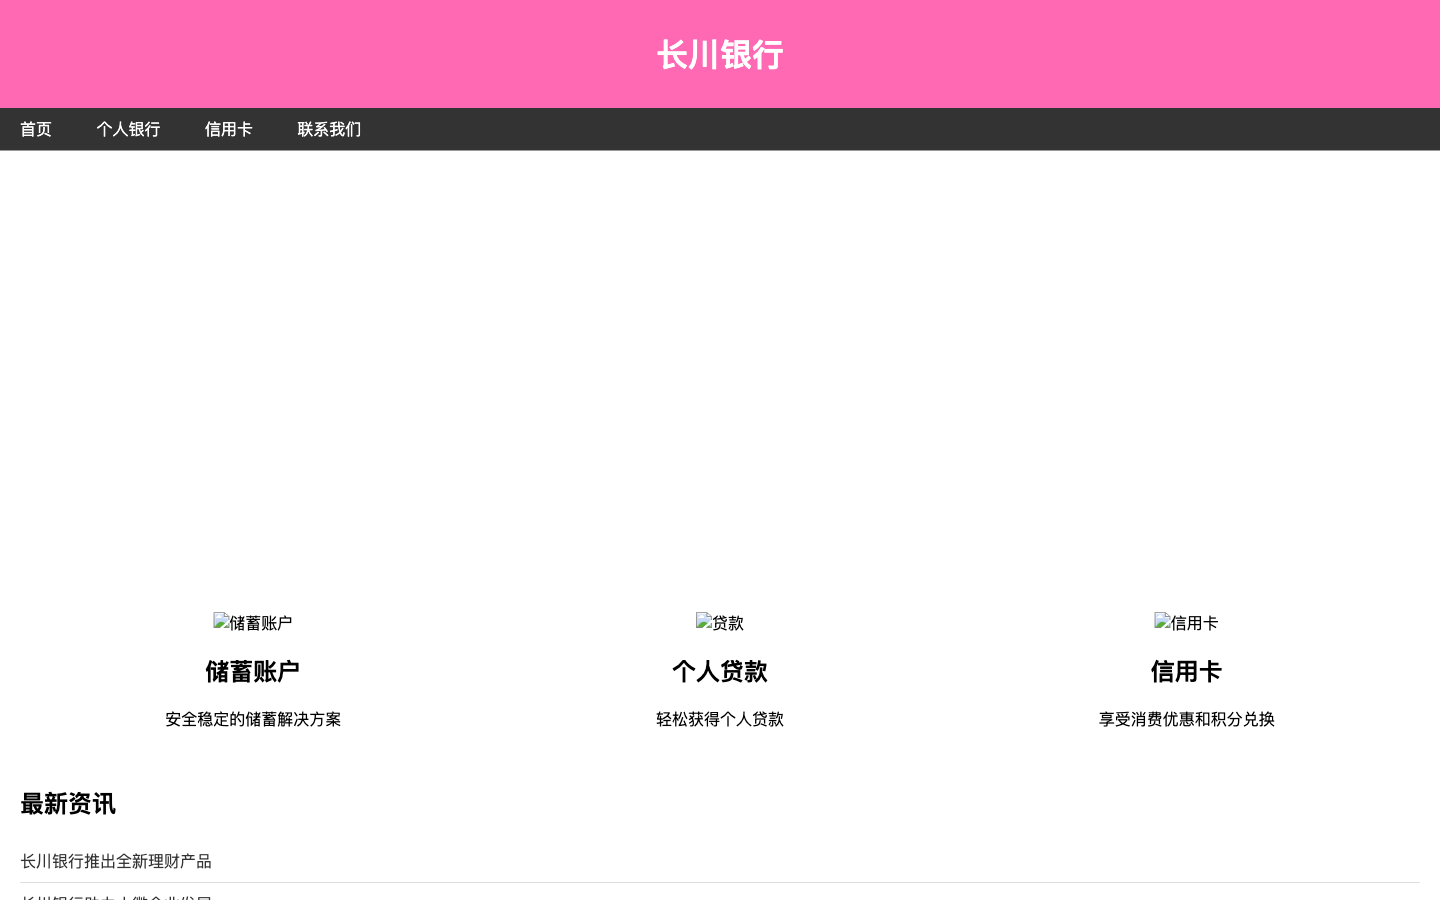 长川银行
首页 个人银行 信用卡 联系我们
储蓄账户 贷款 信用卡
储蓄账户 个人贷款 信用卡
安全稳定的储蓄解决方案 轻松获得个人贷款 享受消费优惠和积分兑换
最新资讯
长川银行推出全新理财产品